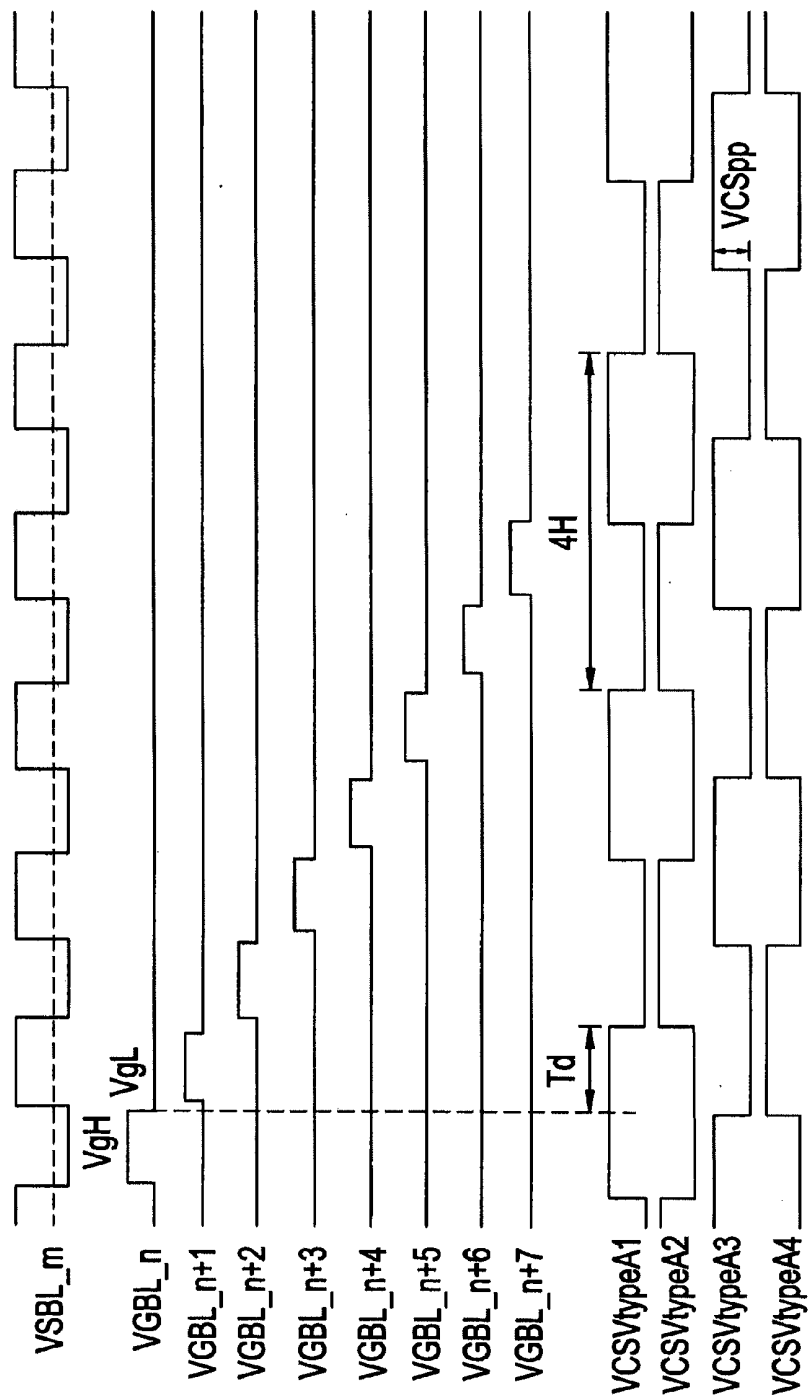 VSBL_m
VgH
VgL
VGBL_n
VGBL_n+1
VGBL_n+2
VGBL_n+3
VGBL_n+4
VGBL_n+5
VGBL_n+6
VGBL_n+7
Td
4H
VCSVtypeA1
VCSVtypeA2
VCSVtypeA3
VCSpp
VCSVtypeA4